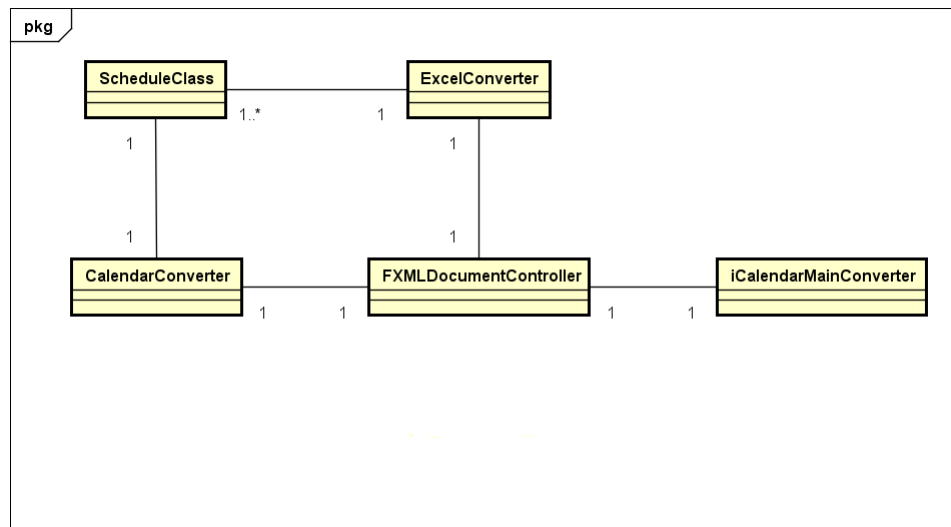 pkg
ScheduleClass
ExcelConverter
1..*
1
1
1
1
1
CalendarConverter
FXMLDocumentController
iCalendarMainConverter
1
1
1
1